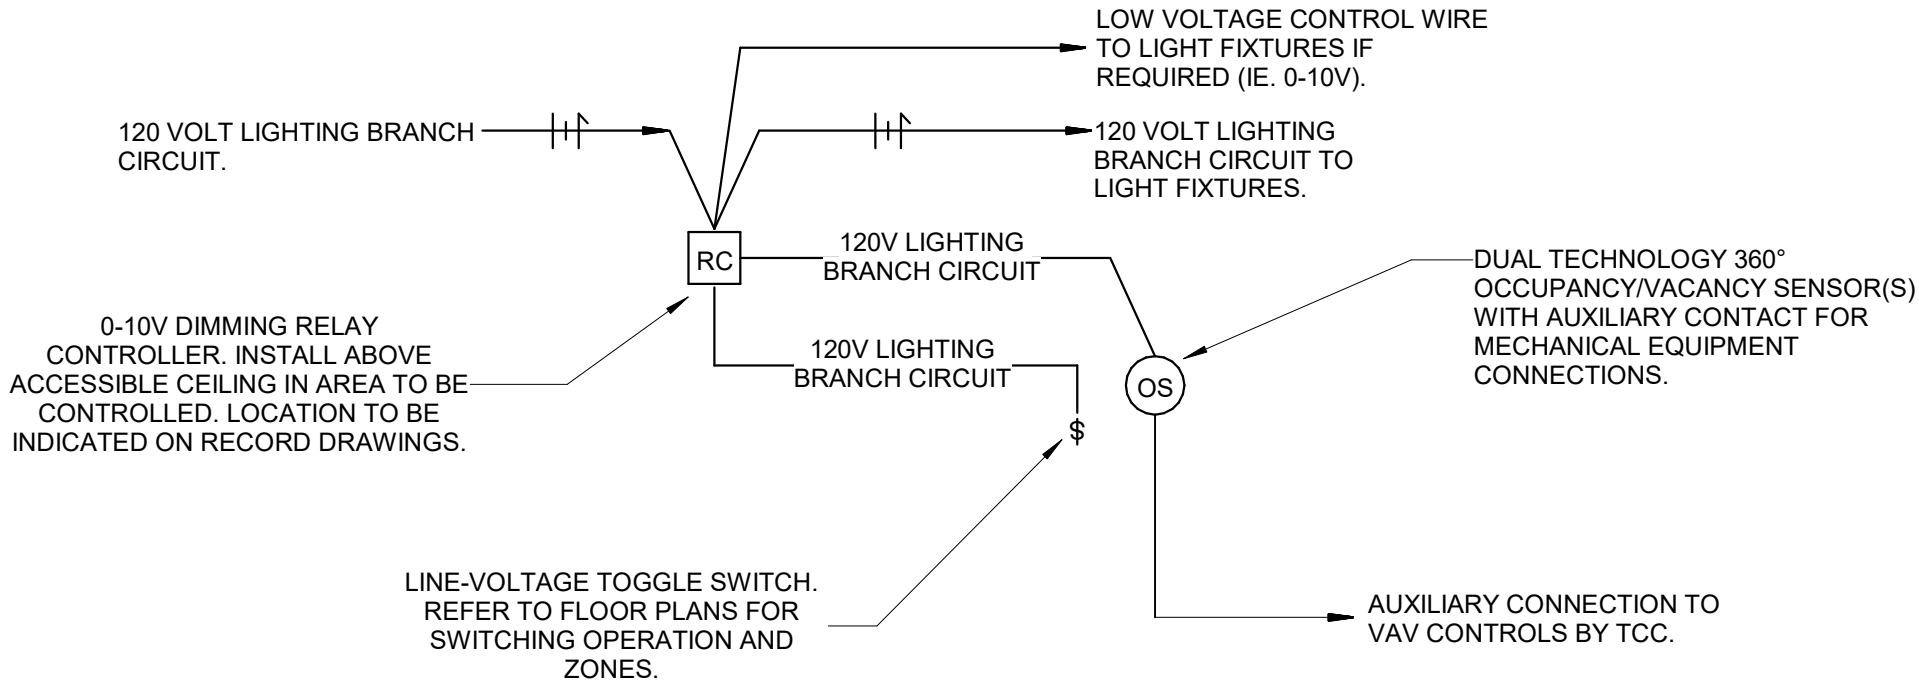 LOW VOLTAGE CONTROL WIRE
TO LIGHT FIXTURES IF
REQUIRED (IE. 0-10V).
120 VOLT LIGHTING BRANCH
CIRCUIT.
120 VOLT LIGHTING
BRANCH CIRCUIT TO
LIGHT FIXTURES.
RC
120V LIGHTING
BRANCH CIRCUIT
DUAL TECHNOLOGY 360°
OCCUPANCY/VACANCY SENSOR(S)
WITH AUXILIARY CONTACT FOR
MECHANICAL EQUIPMENT
CONNECTIONS.
0-10V DIMMING RELAY
CONTROLLER. INSTALL ABOVE
ACCESSIBLE CEILING IN AREA TO BE
CONTROLLED. LOCATION TO BE
INDICATED ON RECORD DRAWINGS.
120V LIGHTING
BRANCH CIRCUIT
OS
$
LINE-VOLTAGE TOGGLE SWITCH.
REFER TO FLOOR PLANS FOR
SWITCHING OPERATION AND
ZONES.
AUXILIARY CONNECTION TO
VAV CONTROLS BY TCC.